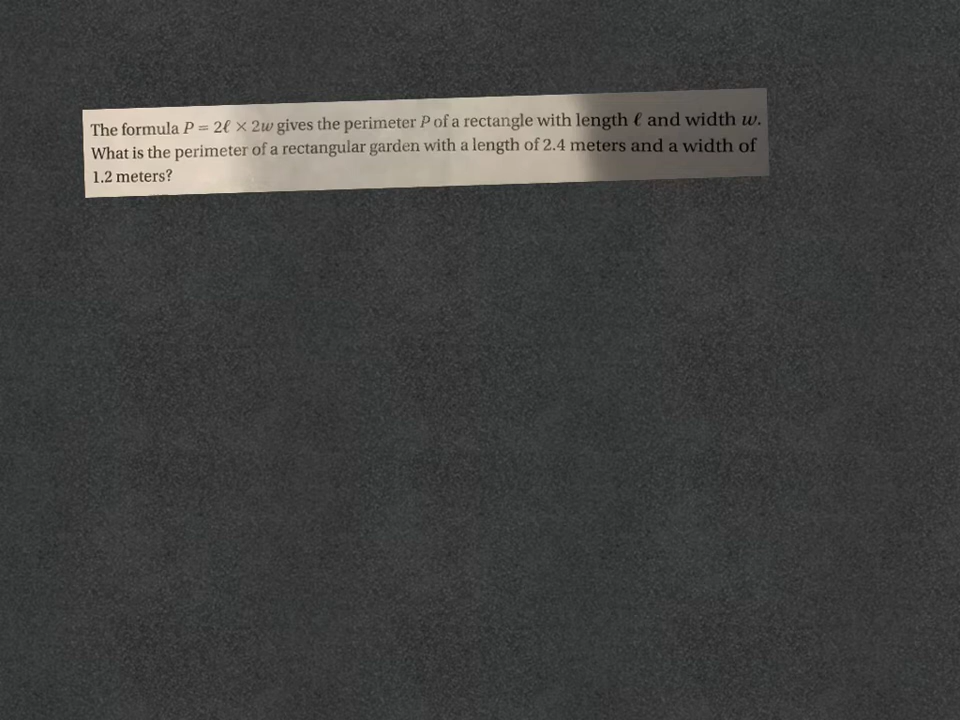 The formula P = 2ℓ × 2w gives the perimeter P of a rectangle with length ℓ and width w.
What is the perimeter of a rectangular garden with a length of 2.4 meters and a width of
1.2 meters?